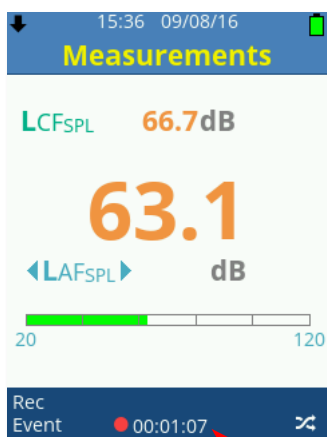 15:36 09/08/16
Measurements
LCFSPL 66.7dB
63.1
LAFSPL dB
20 120
Rec
Event 00:01:07